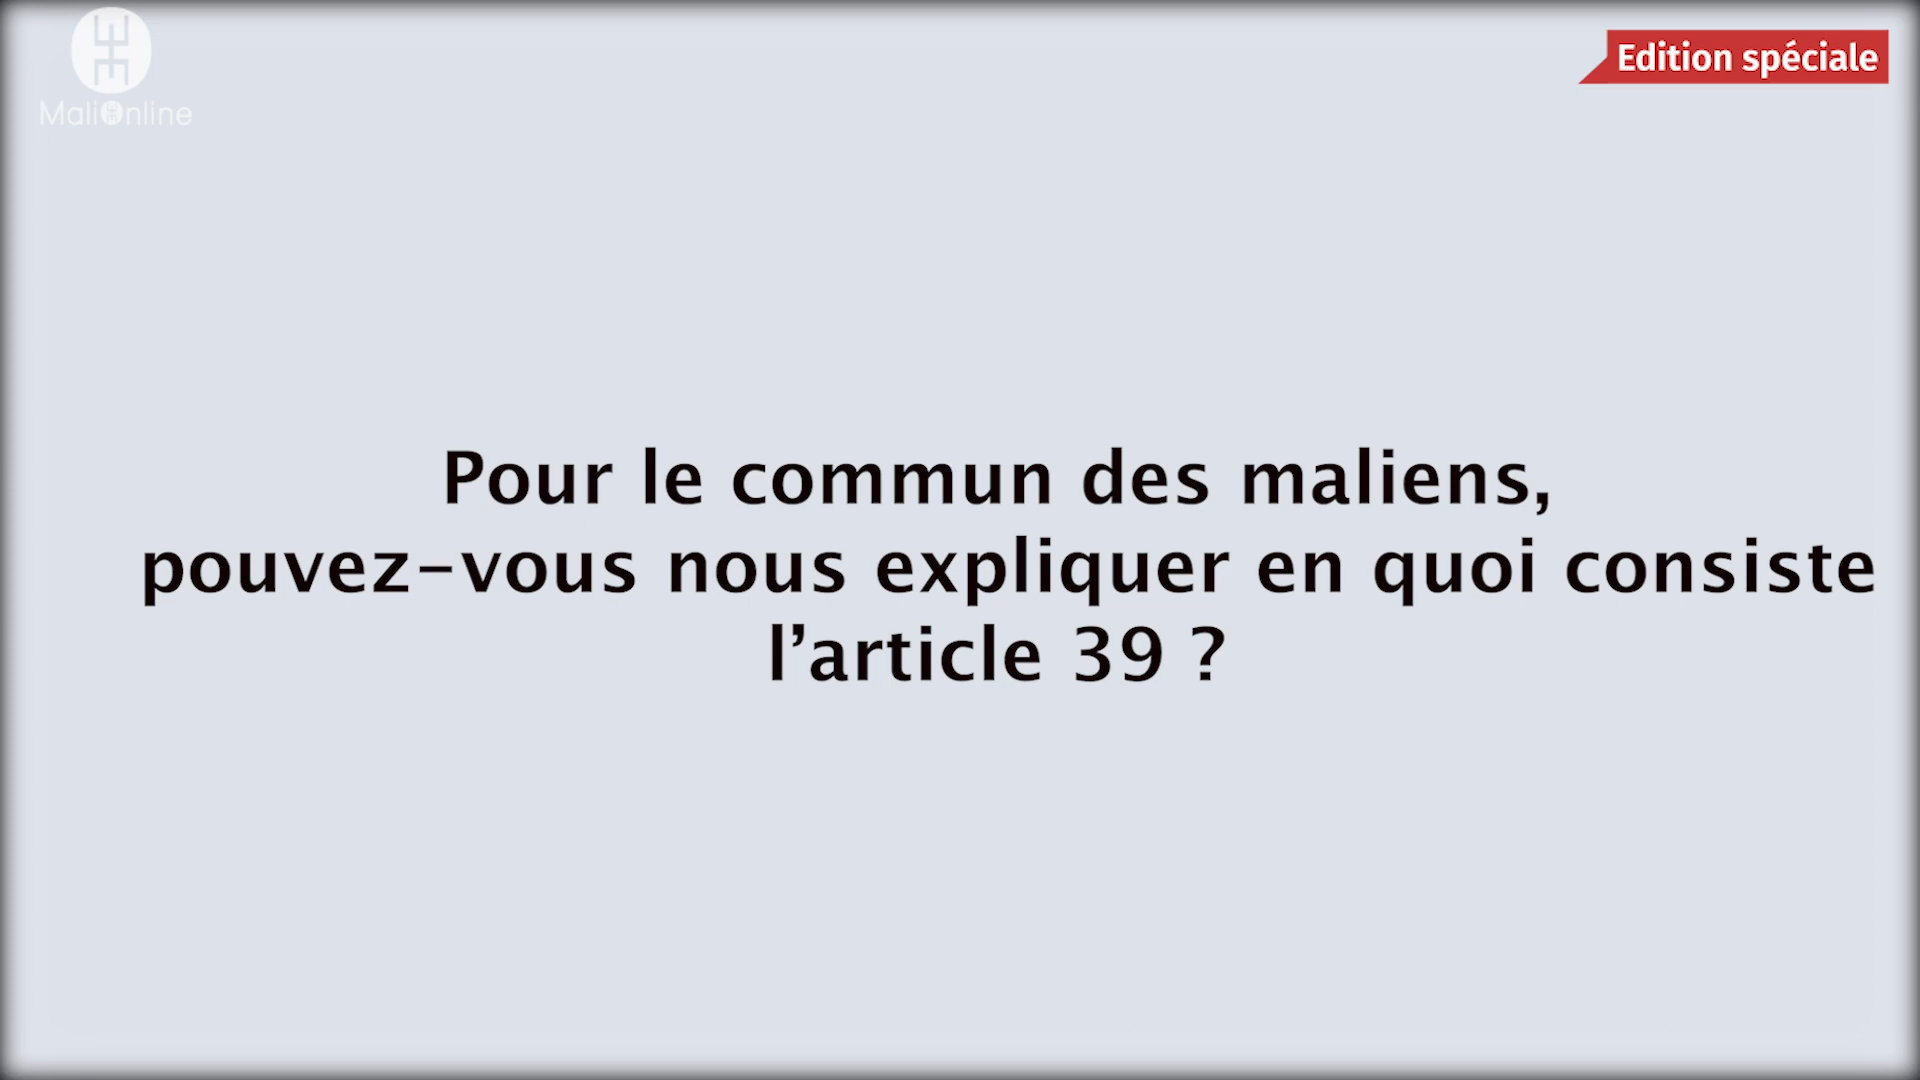 MaliOnline
Edition spéciale
Pour le commun des maliens,
pouvez-vous nous expliquer en quoi consiste
l’article 39 ?